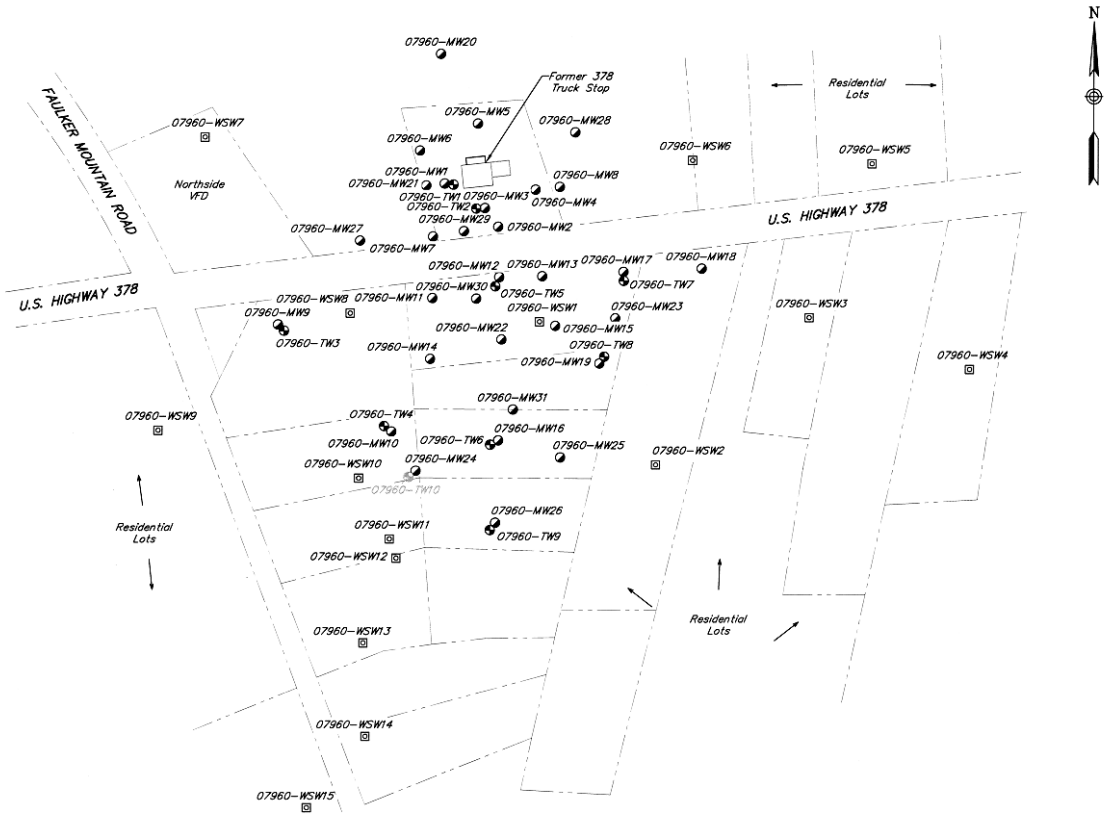 N
07960-MW20
Former 378
Truck Stop
Residential
Lots
FAULKER MOUNTAIN ROAD
07960-WSW7
07960-MW5
07960-MW28
07960-MW6
07960-WSW6
07960-WSW5
Northside
VFD
07960-MW1
07960-MW21
07960-TW1
07960-MW3
07960-MW8
07960-TW2
07960-MW4
07960-MW29
07960-MW2
07960-MW27
07960-MW7
U.S. HIGHWAY 378
07960-MW12
07960-MW13
07960-MW17
07960-MW18
07960-TW7
U.S. HIGHWAY 378
07960-WSW8
07960-MW11
07960-MW30
07960-TW5
07960-WSW1
07960-MW23
07960-WSW3
07960-MW9
07960-MW15
07960-TW3
07960-MW22
07960-MW14
07960-TW8
07960-MW19
07960-WSW4
07960-MW31
07960-WSW9
07960-TW4
07960-MW10
07960-TW6
07960-MW16
07960-MW25
07960-WSW2
07960-WSW10
07960-MW24
07960-TW10
Residential
Lots
07960-WSW11
07960-MW26
07960-TW9
07960-WSW12
Residential
Lots
07960-WSW13
07960-WSW14
07960-WSW15